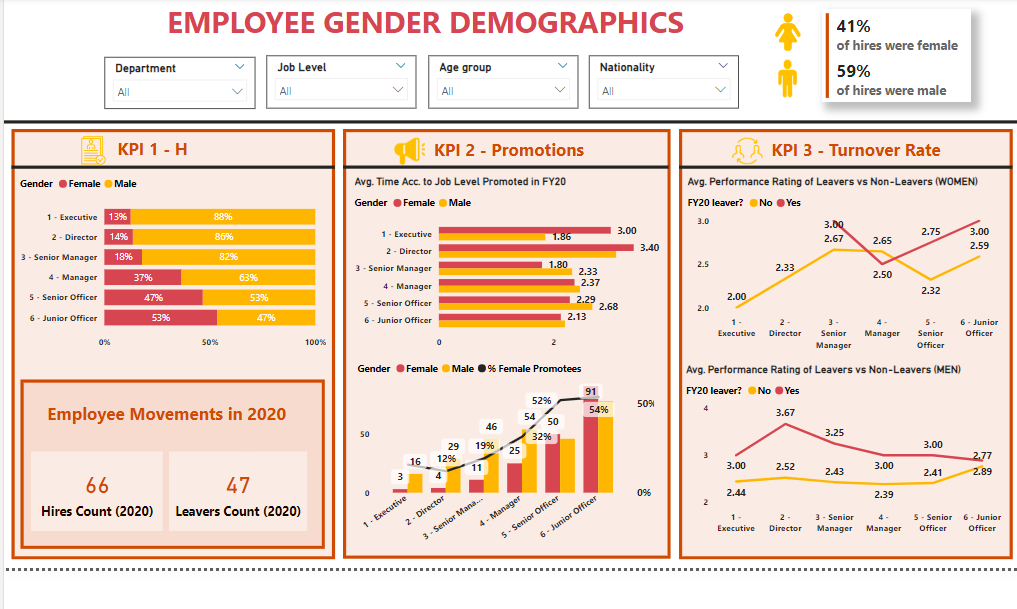 EMPLOYEE GENDER DEMOGRAPHICS
41%
of hires were female
59%
of hires were male
Department
All
Job Level
All
Age group
All
Nationality
All
KPI 1 - H
Gender Female Male
1 - Executive 13% 88%
2 - Director 14% 86%
3 - Senior Manager 18% 82%
4 - Manager 37% 63%
5 - Senior Officer 47% 53%
6 - Junior Officer 53% 47%
0% 50% 100%
Employee Movements in 2020
66
Hires Count (2020)
47
Leavers Count (2020)
KPI 2 - Promotions
Avg. Time Acc. to Job Level Promoted in FY20
Gender Female Male
1 - Executive 3.00
1.86
2 - Director 3.40
3 - Senior Manager 1.80
2.33
4 - Manager 2.37
5 - Senior Officer 2.29
2.68
6 - Junior Officer 2.13
0 2
Gender Female Male % Female Promotees
91
52% 50%
54%
54
50
46
50 32%
29 19%
25
16 12%
11
3 4
0 0%
1 - Executive
2 - Director
3 - Senior Mana...
4 - Manager
5 - Senior Officer
6 - Junior Officer
KPI 3 - Turnover Rate
Avg. Performance Rating of Leavers vs Non-Leavers (WOMEN)
FY20 leaver? No Yes
3.0 3.00
2.75 3.00
2.67 2.65
2.59
2.5 2.33 2.50
2.32
2.00
2.0
1 - Executive
2 - Director
3 - Senior Manager
4 - Manager
5 - Senior Officer
6 - Junior Officer
Avg. Performance Rating of Leavers vs Non-Leavers (MEN)
FY20 leaver? No Yes
4
3.67
3.25
3.00
3 2.77
3.00 2.52 3.00
2.43 2.41 2.89
2.44 2.39
2
1 - Executive
2 - Director
3 - Senior Manager
4 - Manager
5 - Senior Officer
6 - Junior Officer